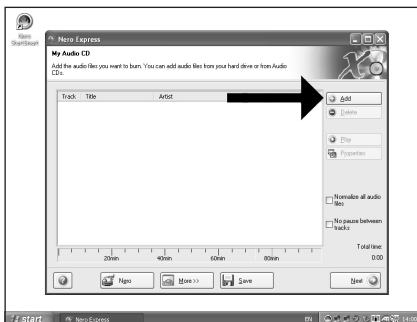 Nero
StartSmart
Nero Express
My Audio CD
Add the audio files you want to burn. You can add audio files from your hard drive or from Audio
CDs.
Track Title Artist
Add
Delete
Play
Properties
Normalize all audio
files
No pause between
tracks
Total time:
20min 40min 60min 80min 0:00
Nero More >> Save Next
start Nero Express EN 14:00